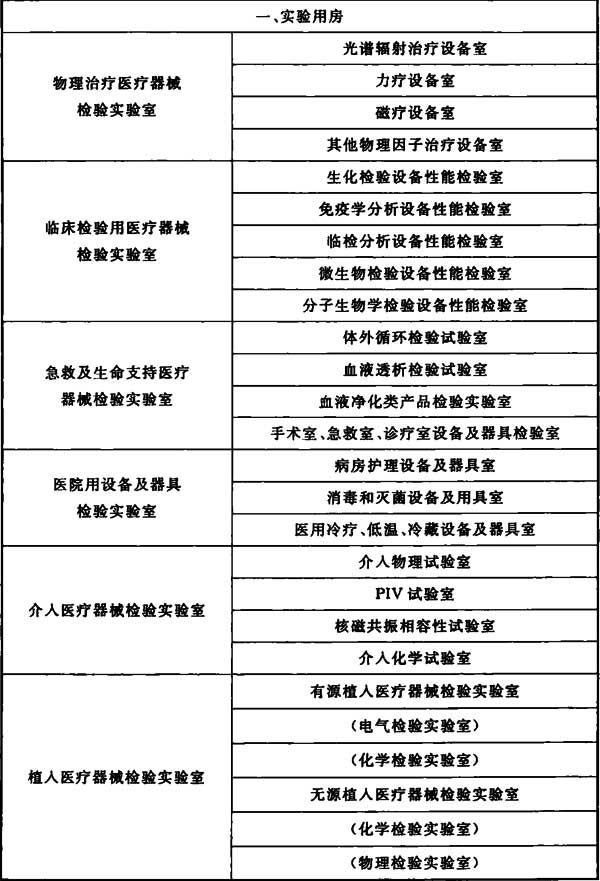 一、实验用房
物理治疗医疗器械
检验实验室
光谱辐射治疗设备室
力疗设备室
磁疗设备室
其他物理因子治疗设备室
临床检验用医疗器械
检验实验室
生化检验设备性能检验室
免疫学分析设备性能检验室
临检分析设备性能检验室
微生物检验设备性能检验室
分子生物学检验设备性能检验室
急救及生命支持医疗
器械检验实验室
体外循环检验试验室
血液透析检验试验室
血液净化类产品检验实验室
手术室、急救室、诊疗室设备及器具检验室
医院用设备及器具
检验实验室
病房护理设备及器具室
消毒和灭菌设备及用具室
医用冷疗、低温、冷藏设备及器具室
介入医疗器械检验实验室
介入物理试验室
PIV 试验室
核磁共振相容性试验室
介入化学试验室
植入医疗器械检验实验室
有源植入医疗器械检验实验室
（电气检验实验室）
（化学检验实验室）
无源植入医疗器械检验实验室
（化学检验实验室）
（物理检验实验室）